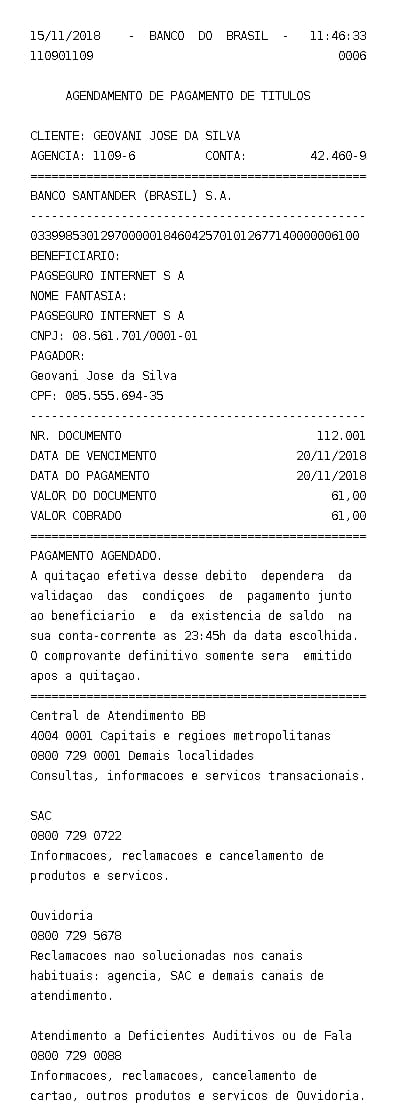 15/11/2018 - BANCO DO BRASIL - 11:46:33
110901109 0006
AGENDAMENTO DE PAGAMENTO DE TITULOS
CLIENTE: GEOVANI JOSE DA SILVA
AGENCIA: 1109-6 CONTA: 42.460-9
================================================
BANCO SANTANDER (BRASIL) S.A.
------------------------------------------------
03399853012970000018460425701012677140000006100
BENEFICIARIO:
PAGSEGURO INTERNET S A
NOME FANTASIA:
PAGSEGURO INTERNET S A
CNPJ: 08.561.701/0001-01
PAGADOR:
Geovani Jose da Silva
CPF: 085.555.694-35
------------------------------------------------
NR. DOCUMENTO 112.001
DATA DE VENCIMENTO 20/11/2018
DATA DO PAGAMENTO 20/11/2018
VALOR DO DOCUMENTO 61,00
VALOR COBRADO 61,00
================================================
PAGAMENTO AGENDADO.
A quitaçao efetiva desse debito dependera da
validaçao das condiçoes de pagamento junto
ao beneficiario e da existencia de saldo na
sua conta-corrente as 23:45h da data escolhida.
O comprovante definitivo somente sera emitido
apos a quitaçao.
================================================
Central de Atendimento BB
4004 0001 Capitais e regioes metropolitanas
0800 729 0001 Demais localidades
Consultas, informacoes e servicos transacionais.
SAC
0800 729 0722
Informacoes, reclamacoes e cancelamento de
produtos e servicos.
Ouvidoria
0800 729 5678
Reclamacoes nao solucionadas nos canais
habituais: agencia, SAC e demais canais de
atendimento.
Atendimento a Deficientes Auditivos ou de Fala
0800 729 0088
Informacoes, reclamacoes, cancelamento de
cartao, outros produtos e servicos de Ouvidoria.